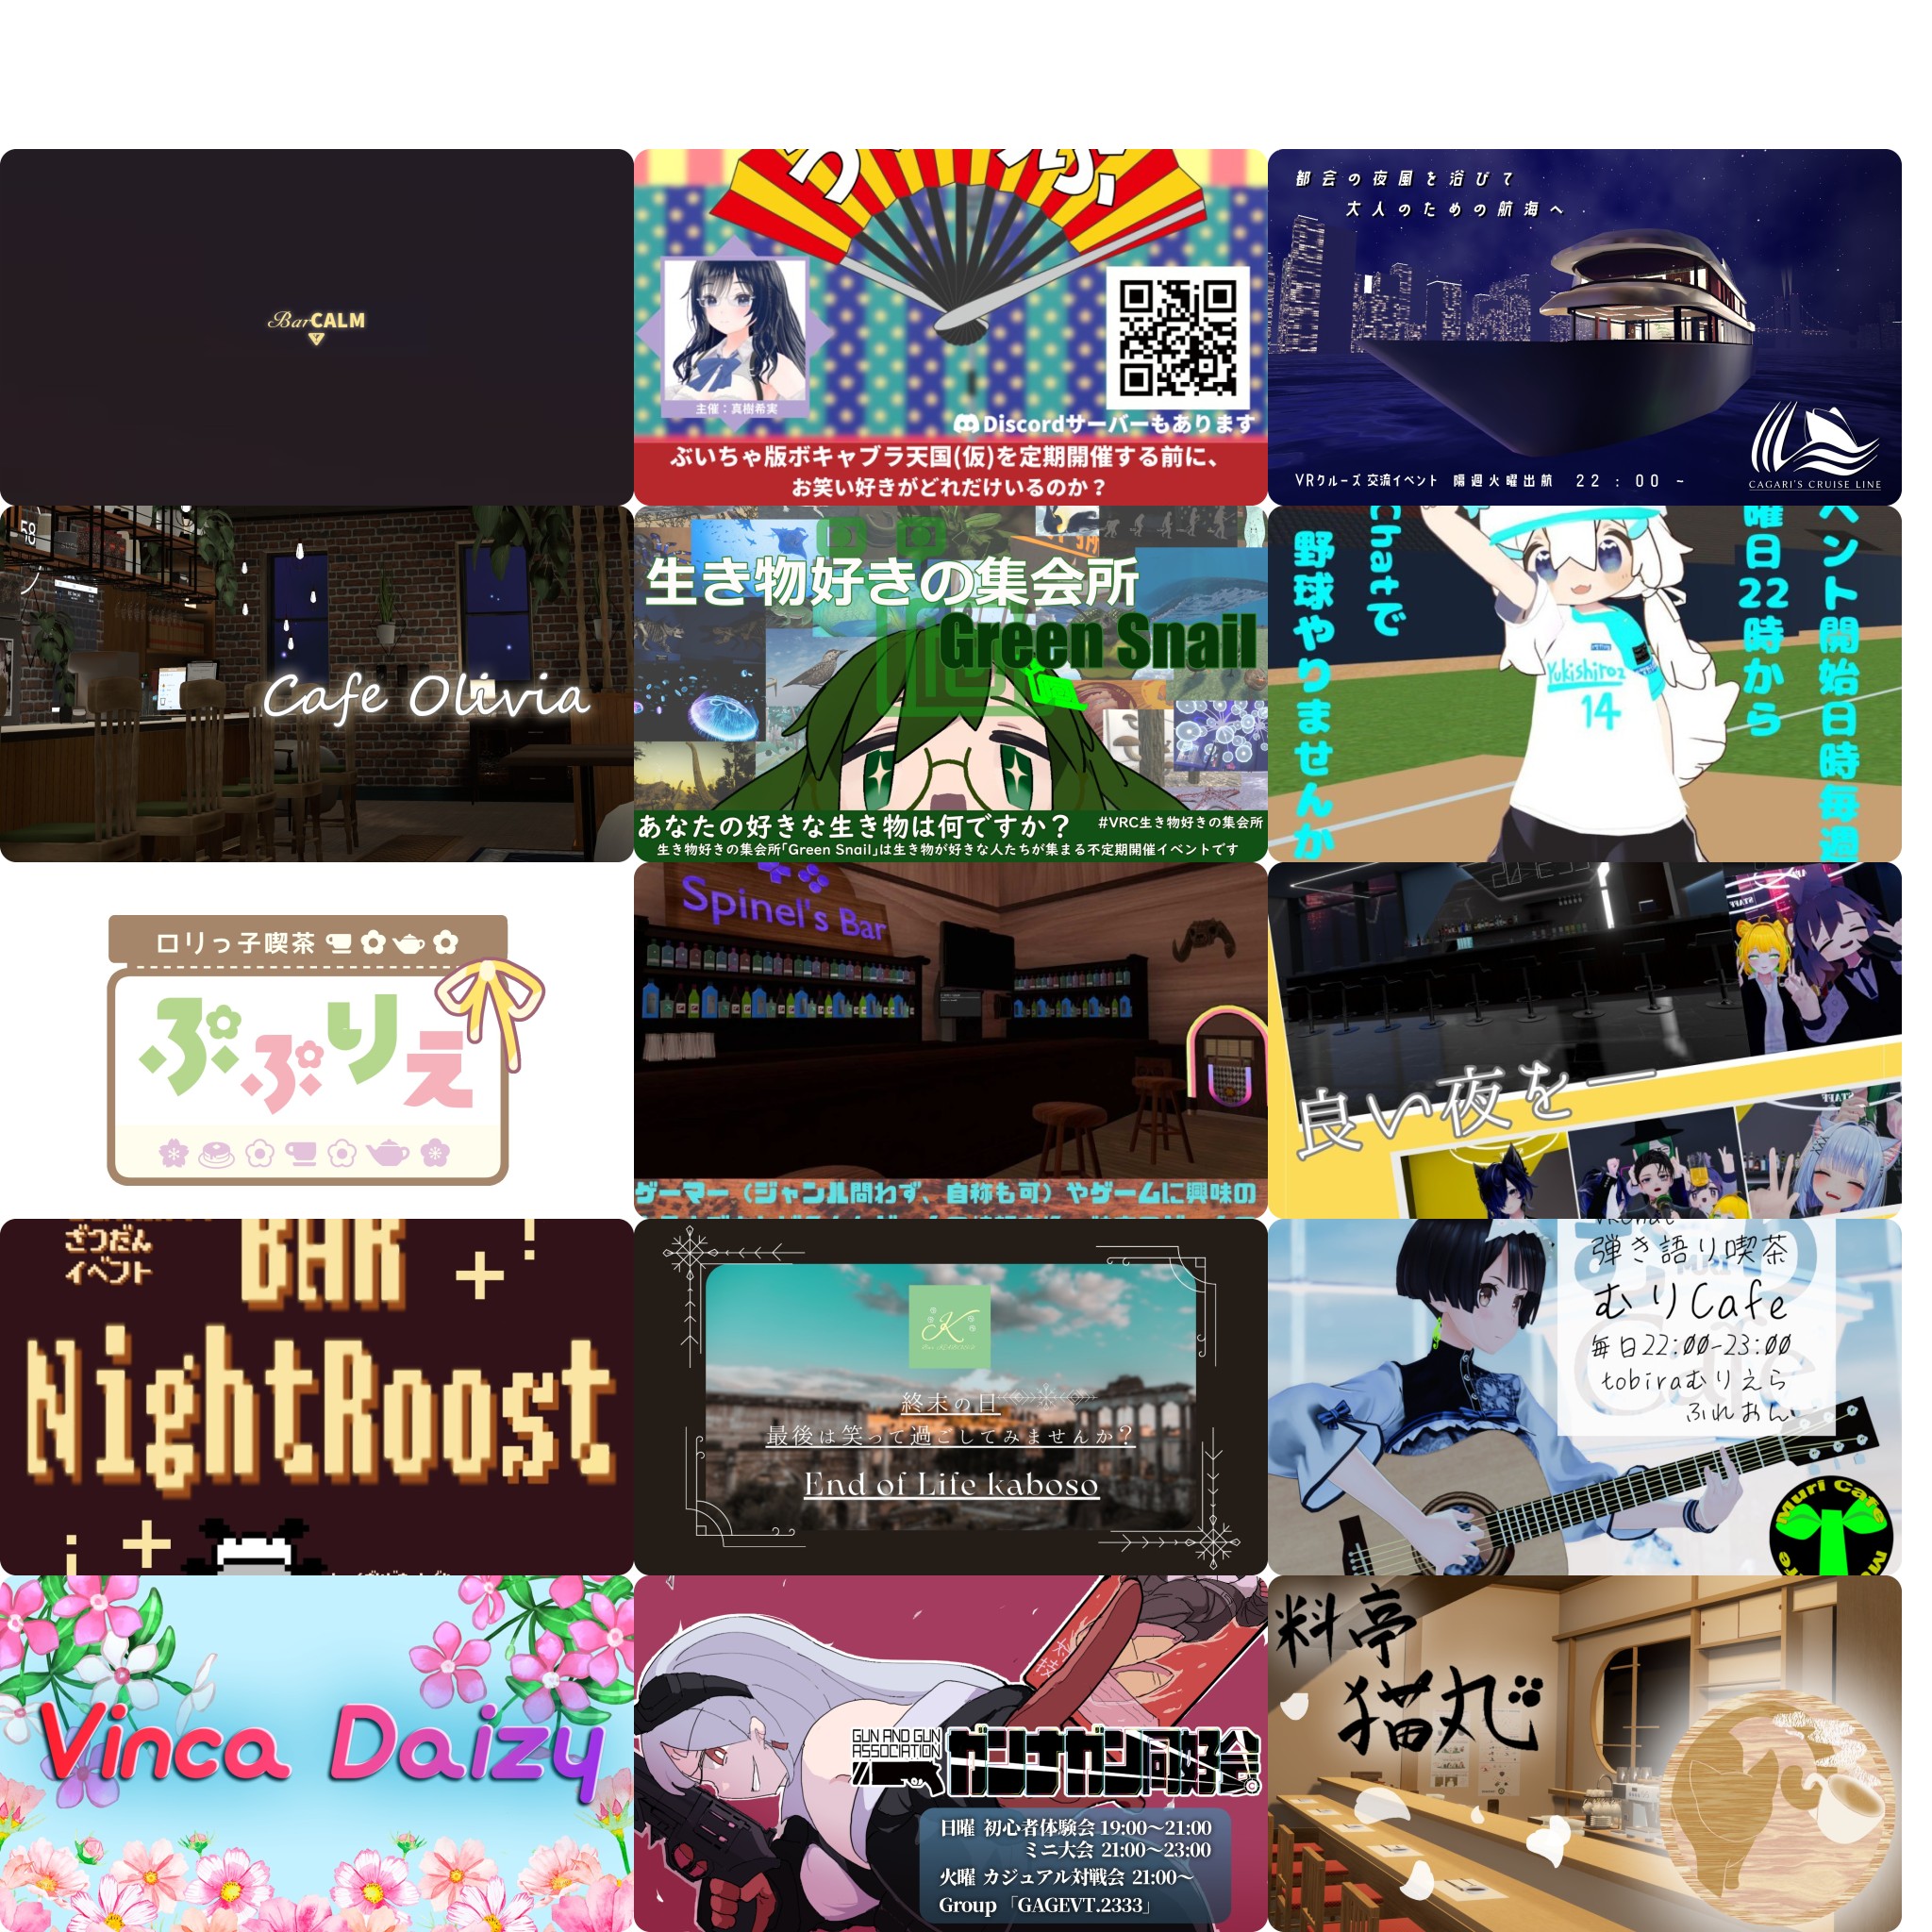 Bar CALM
主催：真樹希実
Discordサーバーもあります
ぶいちゃ版ボキャブラ天国(仮)を定期開催する前に、
お笑い好きがどれだけいるのか？
都会の夜風を浴びて
大人のための航海へ
VRクルーズ 交流イベント 隔週火曜出航 22：00 ~
CAGARI'S CRUISE LINE
58
Cafe Olivia
生き物好きの集会所
Green Snail
あなたの好きな生き物は何ですか？
#VRC生き物好きの集会所
生き物好きの集会所「Green Snail」は生き物が好きな人たちが集まる不定期開催イベントです
ベント開始日時毎週
曜日22時から
Chatで
野球やりませんか
Yukishiroz
14
ロリっ子喫茶
ぷぷりえ
Spinel's Bar
ゲーマー（ジャンル問わず、自称も可）やゲームに興味の
STAFF
良い夜を―
STAFF
ざつだん
イベント
BAR
NightRoost
K
終末の日
最後は笑って過ごしてみませんか？
End of Life kaboso
弾き語り喫茶
むりCafe
毎日22:00-23:00
tobiraむりえら
ふれおん
Muri Cafe
Vinca Daizy
GUN AND GUN
ASSOCIATION
ガンナガン同好会
日曜 初心者体験会 19:00～21:00
ミニ大会 21:00～23:00
火曜 カジュアル対戦会 21:00～
Group「GAGEVT.2333」
料亭
猫丸